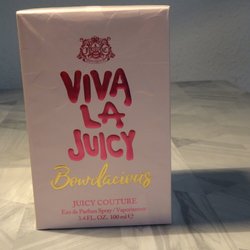 VIVA
LA
JUICY
Bowdacious
JUICY COUTURE
Eau de Parfum Spray / Vaporisateur
3.4 FL. OZ. 100 ml ℮